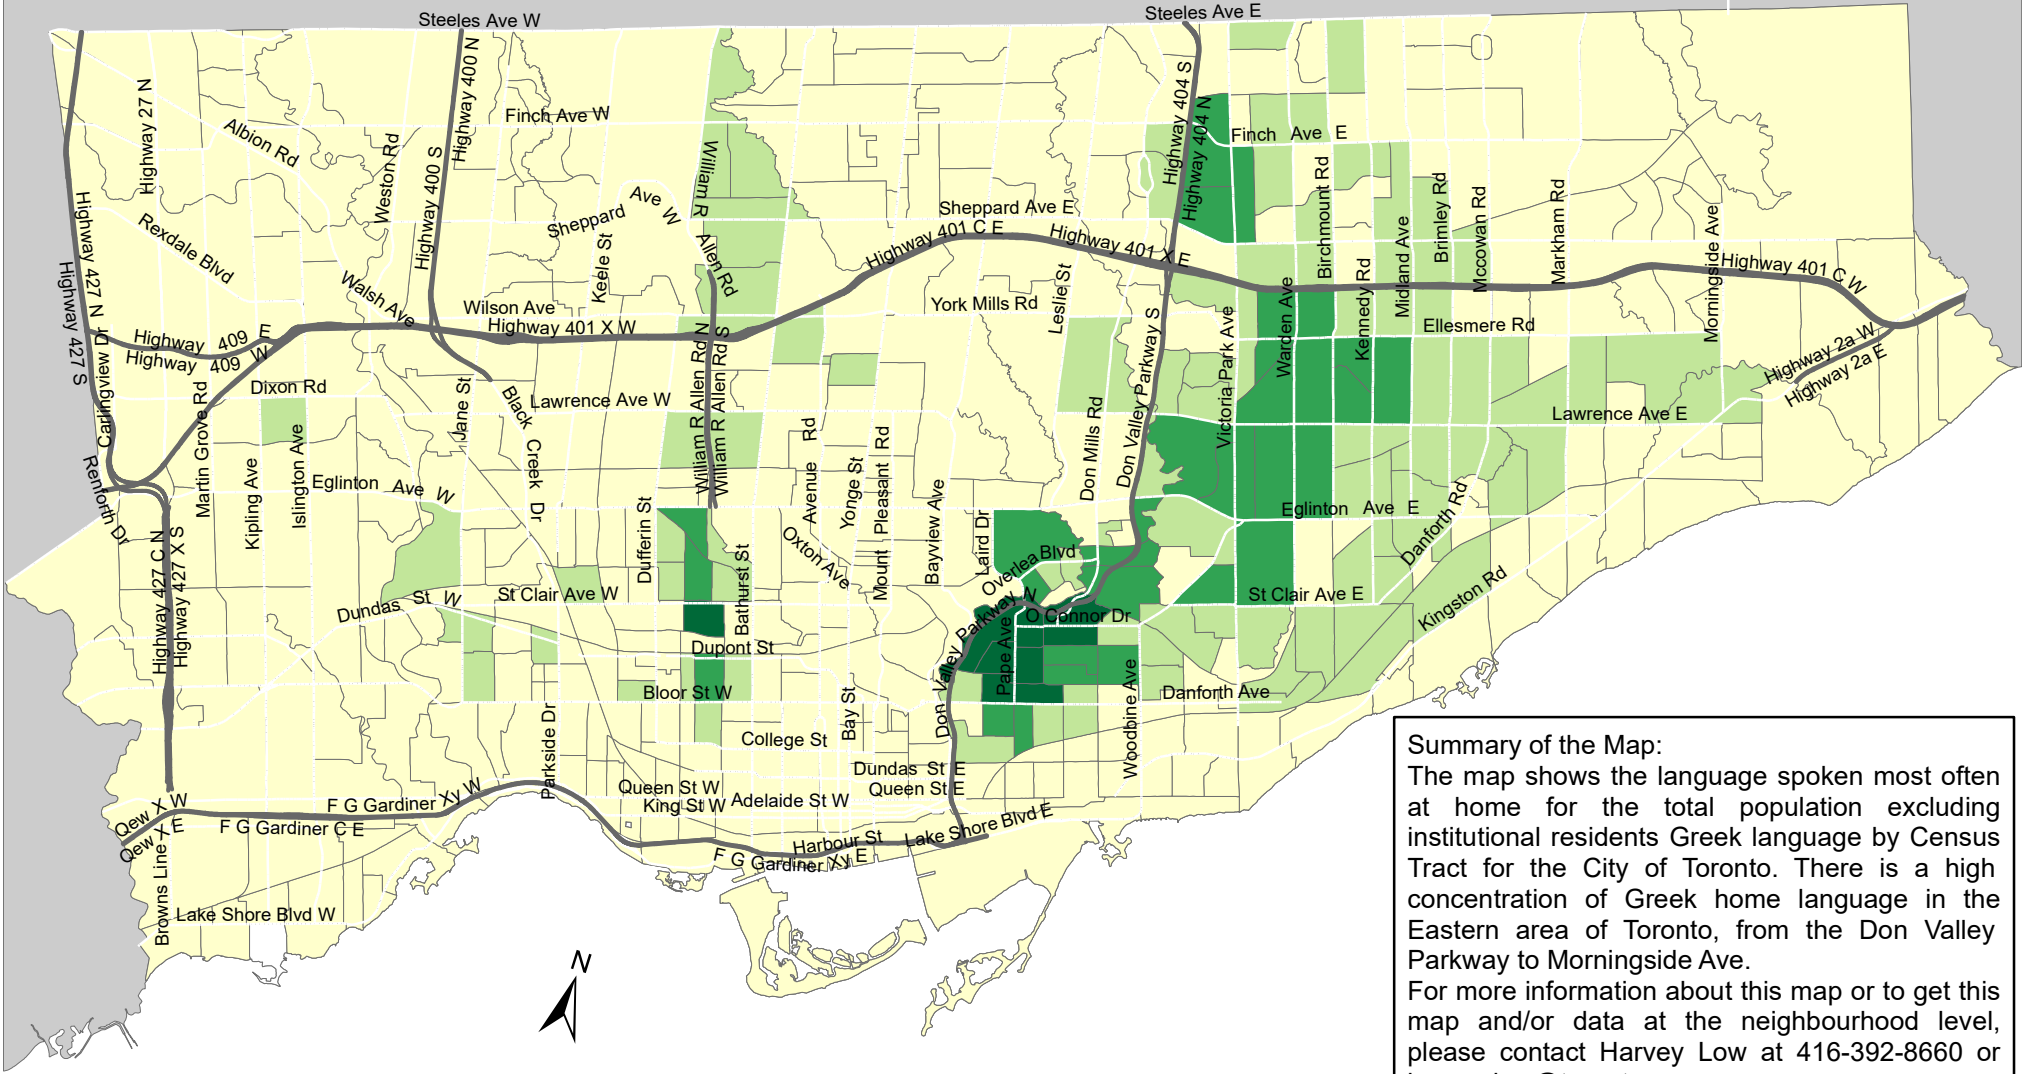 Steeles Ave W
Steeles Ave E
Highway 27 N
Albion Rd
Weston Rd
Highway 400 N
Highway 400 S
Finch Ave W
William R
Allen Rd
Highway 404 S
Highway 404 N
Finch Ave E
Sheppard Ave W
Keele St
Sheppard Ave E
Highway 401 C E
Highway 401 X E
Birchmount Rd
Midland Ave
Brimley Rd
Mccowan Rd
Markham Rd
Morningside Ave
Highway 401 C W
Highway 427 N
Highway 427 S
Rexdale Blvd
Walsh Ave
Wilson Ave
Highway 401 X W
York Mills Rd
Leslie St
Don Valley Parkway S
Victoria Park Ave
Warden Ave
Kennedy Rd
Ellesmere Rd
Highway 2a W
Highway 2a E
Highway 427 S
Carlingview Dr
Highway 409 E
Highway 409 W
Dixon Rd
Martin Grove Rd
Kipling Ave
Islington Ave
Jane St
Black Creek Dr
Lawrence Ave W
William R Allen Rd N
William R Allen Rd S
Avenue Rd
Yonge St
Mount Pleasant Rd
Bayview Ave
Laird Dr
Don Mills Rd
Lawrence Ave E
Renforth Dr
Eglinton Ave W
Eglinton Ave E
Danforth Rd
Highway 427 C N
Highway 427 X S
Dufferin St
Bathurst St
Oxton Ave
Overlea Blvd
Dundas St W
St Clair Ave W
St Clair Ave E
Kingston Rd
Don Valley Parkway N
O Connor Dr
Pape Ave
Dupont St
Bloor St W
Danforth Ave
Woodbine Ave
Parkside Dr
Bay St
College St
Dundas St E
Queen St E
Queen St W
King St W
Adelaide St W
Qew X W
Qew X E
F G Gardiner Xy W
F G Gardiner C E
Harbour St
Lake Shore Blvd E
F G Gardiner Xy E
Browns Line
Lake Shore Blvd W
N
Summary of the Map:
The map shows the language spoken most often
at home for the total population excluding
institutional residents Greek language by Census
Tract for the City of Toronto. There is a high
concentration of Greek home language in the
Eastern area of Toronto, from the Don Valley
Parkway to Morningside Ave.
For more information about this map or to get this
map and/or data at the neighbourhood level,
please contact Harvey Low at 416-392-8660 or